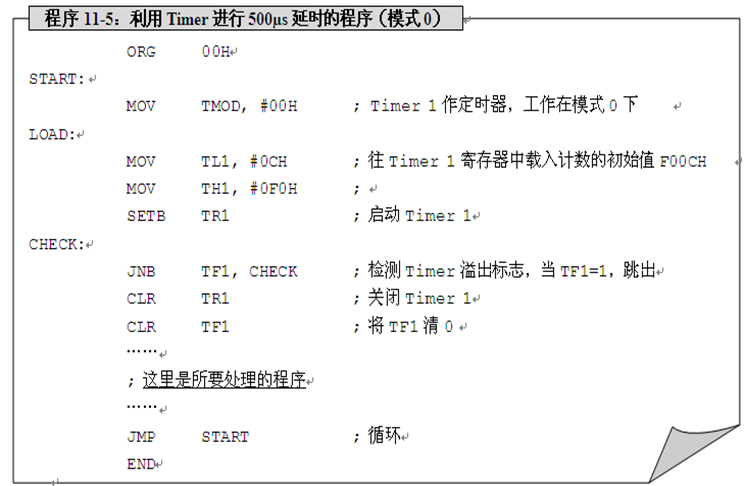 程序 11-5：利用 Timer 进行 500μs 延时的程序（模式 0）
ORG 00H
START:
MOV TMOD, #00H ; Timer 1 作定时器，工作在模式 0 下
LOAD:
MOV TL1, #0CH ; 往 Timer 1 寄存器中载入计数的初始值 F00CH
MOV TH1, #0F0H ;
SETB TR1 ; 启动 Timer 1
CHECK:
JNB TF1, CHECK ; 检测 Timer 溢出标志，当 TF1=1，跳出
CLR TR1 ; 关闭 Timer 1
CLR TF1 ; 将 TF1 清 0
……
; 这里是所要处理的程序
……
JMP START ; 循环
END